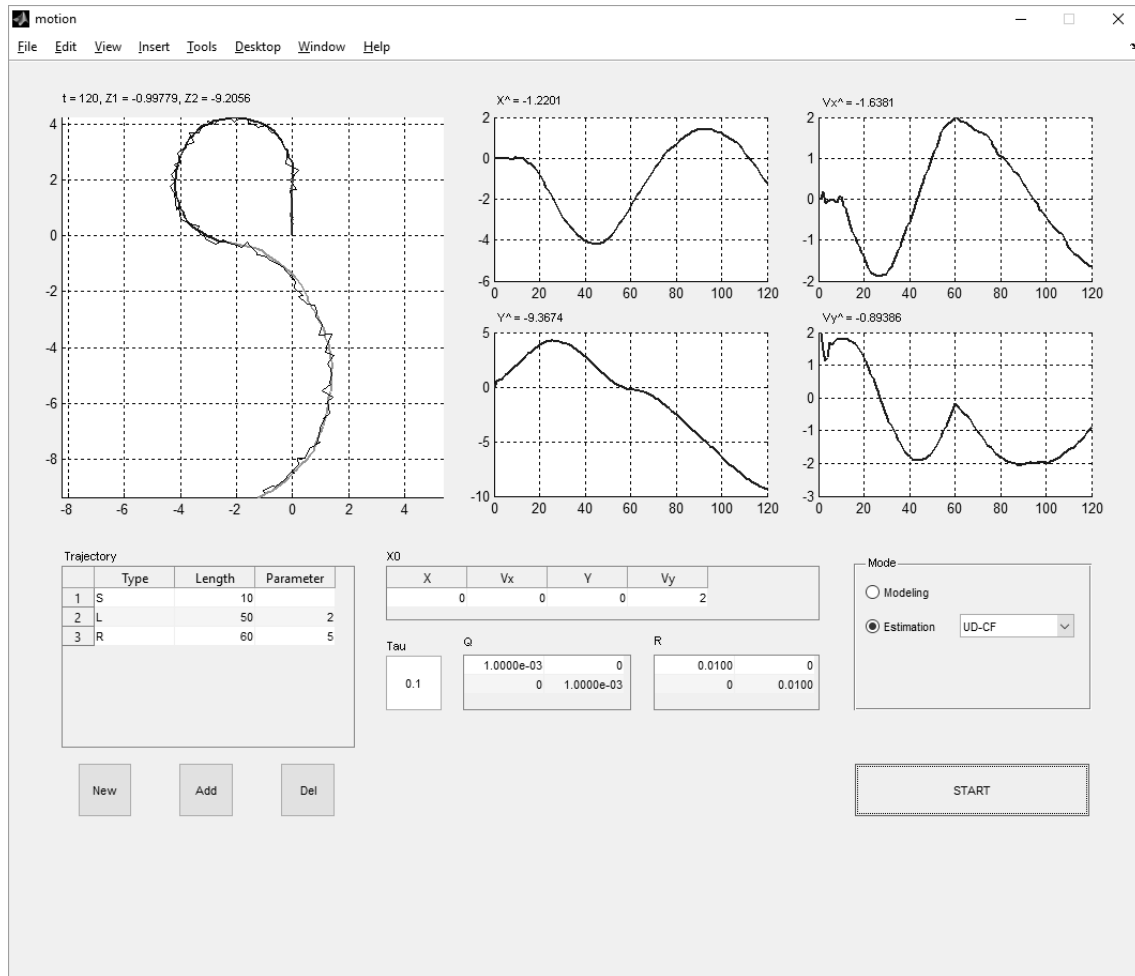 motion
File Edit View Insert Tools Desktop Window Help
t = 120, Z1 = -0.99779, Z2 = -9.2056
4
2
0
-2
-4
-6
-8
-8 -6 -4 -2 0 2 4
X^ = -1.2201
2
0
-2
-4
-6
0 20 40 60 80 100 120
Vx^ = -1.6381
2
1
0
-1
-2
0 20 40 60 80 100 120
Y^ = -9.3674
5
0
-5
-10
0 20 40 60 80 100 120
Vy^ = -0.89386
2
1
0
-1
-2
-3
0 20 40 60 80 100 120
Trajectory
Type Length Parameter
1 S 10
2 L 50 2
3 R 60 5
New Add Del
X0
X Vx Y Vy
0 0 0 2
Tau
0.1
Q
1.0000e-03 0
0 1.0000e-03
R
0.0100 0
0 0.0100
Mode
Modeling
Estimation UD-CF
START